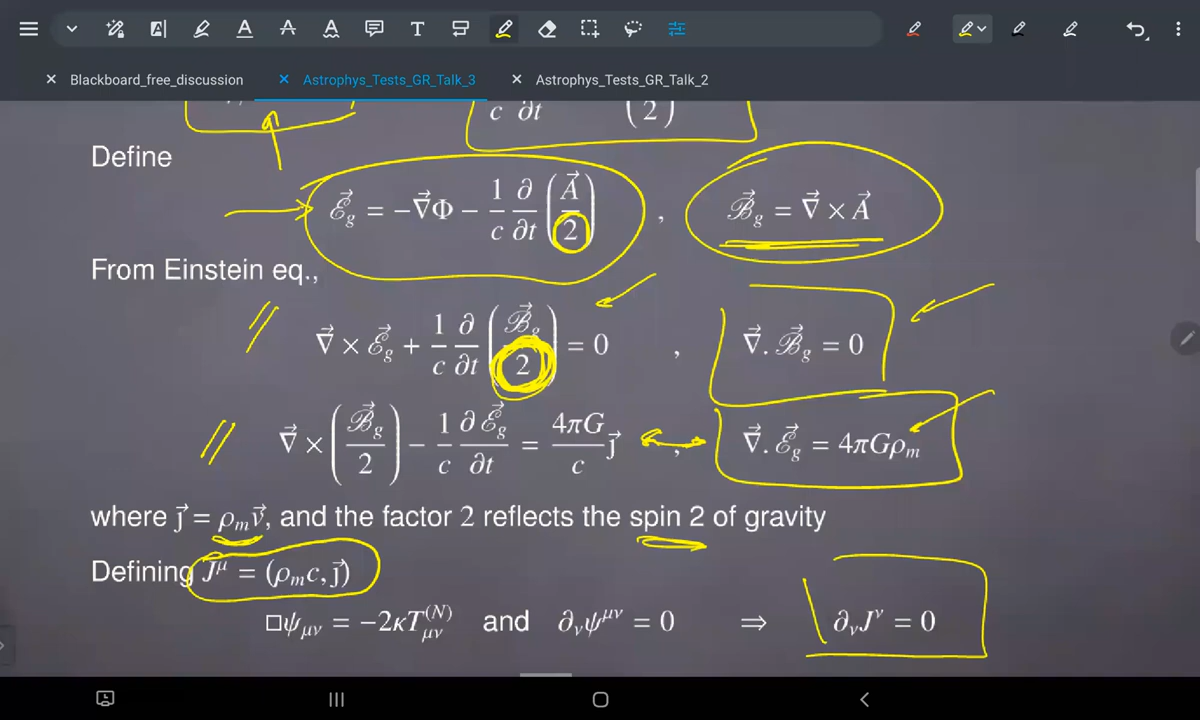 Blackboard_free_discussion Astrophys_Tests_GR_Talk_3 Astrophys_Tests_GR_Talk_2
c ∂t (2)
Define
ℰ⃗_g = −∇⃗Φ − (1/c) ∂/∂t (A⃗/2) , ℬ⃗_g = ∇⃗ × A⃗
From Einstein eq.,
∇⃗ × ℰ⃗_g + (1/c) ∂/∂t (ℬ⃗_g/2) = 0 , ∇⃗. ℬ⃗_g = 0
∇⃗ × (ℬ⃗_g/2) − (1/c) ∂ℰ⃗_g/∂t = (4πG/c) j⃗ , ∇⃗. ℰ⃗_g = 4πGρ_m
where j⃗ = ρ_m v⃗, and the factor 2 reflects the spin 2 of gravity
Defining J^μ = (ρ_m c, j⃗)
□ψ_μν = −2κT_μν^(N) and ∂_ν ψ^μν = 0 ⇒ ∂_ν J^ν = 0